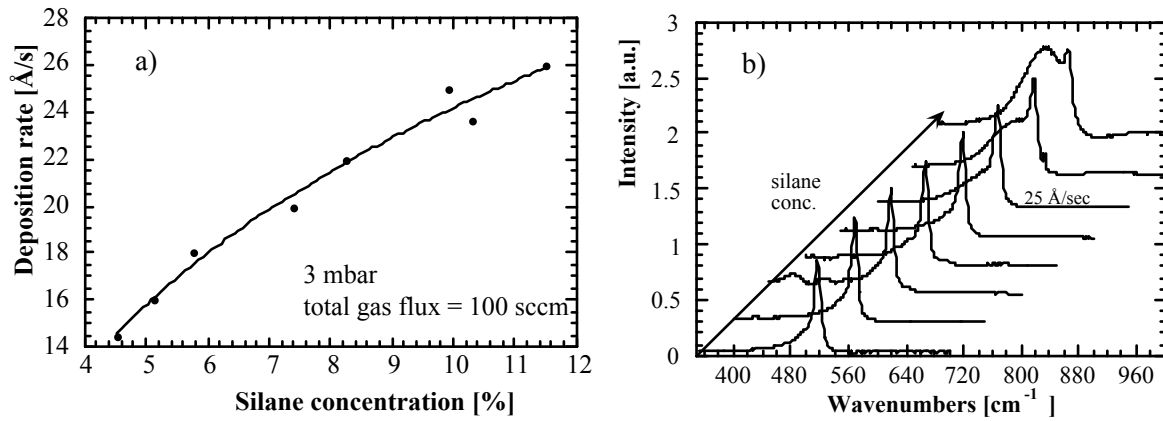 a)
Deposition rate [Å/s]
26
24
22
20
18
16
14
3 mbar
total gas flux = 100 sccm
4 5 6 7 8 9 10 11 12
Silane concentration [%]
b)
Intensity [a.u.]
3
2.5
2
1.5
1
0.5
0
silane
conc.
25 Å/sec
400 480 560 640 720 800 880 960
Wavenumbers [cm⁻¹ ]